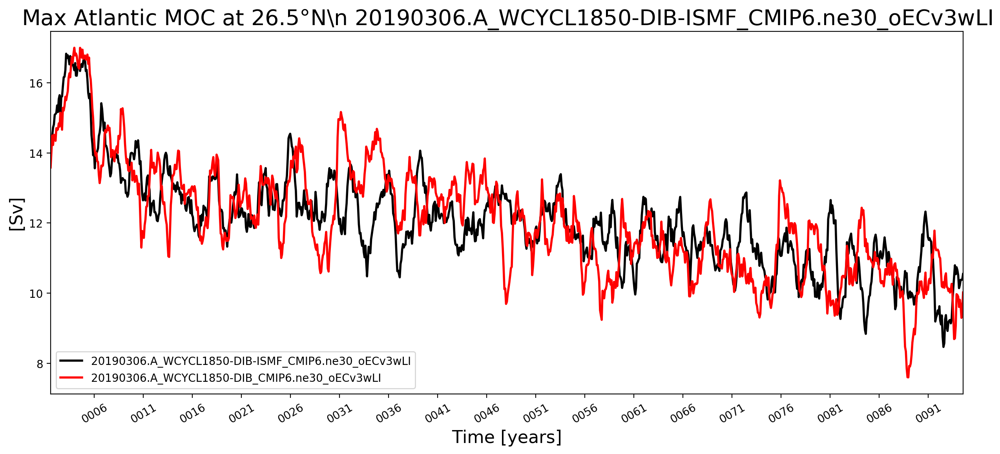 Max Atlantic MOC at 26.5°N\n 20190306.A_WCYCL1850-DIB-ISMF_CMIP6.ne30_oECv3wLI
[Sv]
16
14
12
10
8
20190306.A_WCYCL1850-DIB-ISMF_CMIP6.ne30_oECv3wLI
20190306.A_WCYCL1850-DIB_CMIP6.ne30_oECv3wLI
0006 0011 0016 0021 0026 0031 0036 0041 0046 0051 0056 0061 0066 0071 0076 0081 0086 0091
Time [years]